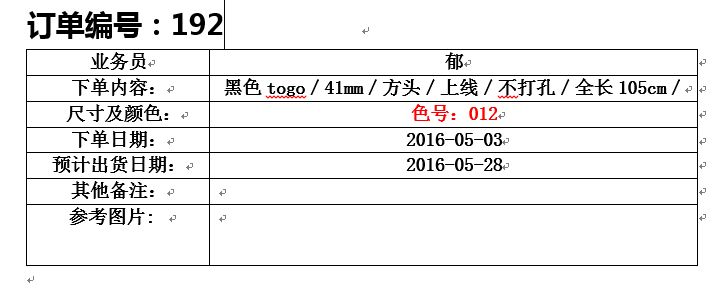 订单编号：192
业务员 郁
下单内容： 黑色 togo / 41mm / 方头 / 上线 / 不打孔 / 全长 105cm /
尺寸及颜色： 色号：012
下单日期： 2016-05-03
预计出货日期： 2016-05-28
其他备注：
参考图片：